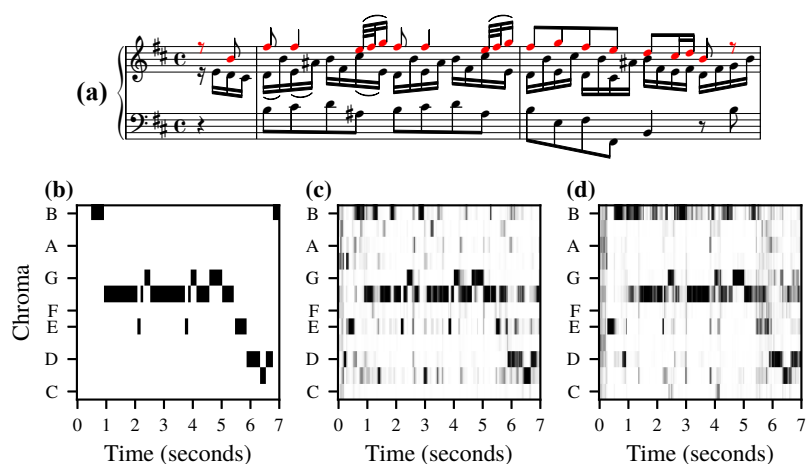 (a)
(b) (c) (d)
B B B
A A A
G G G
F F F
E E E
D D D
C C C
Chroma
0 1 2 3 4 5 6 7 0 1 2 3 4 5 6 7 0 1 2 3 4 5 6 7
Time (seconds) Time (seconds) Time (seconds)